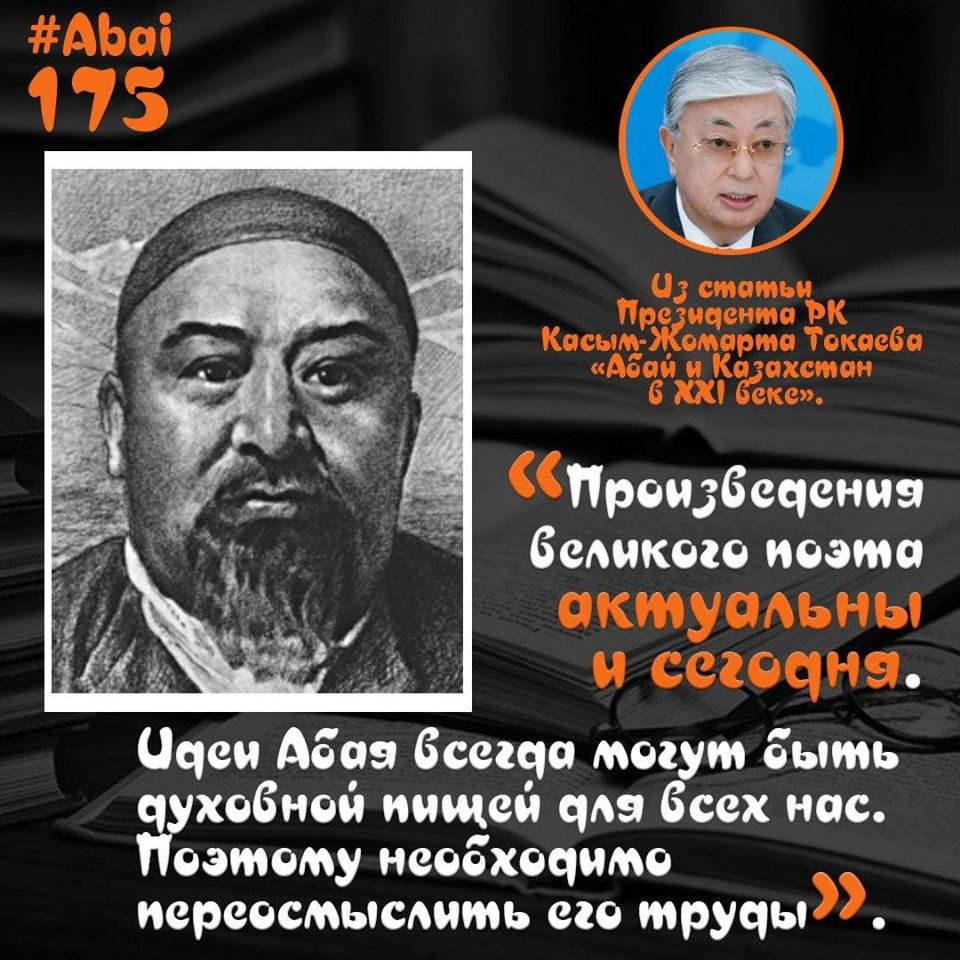 #Abai
175
Из статьи
Президента РК
Касым-Жомарта Токаева
«Абай и Казахстан
в XXI веке».
«Произведения
великого поэта
актуальны
и сегодня.
Идеи Абая всегда могут быть
духовной пищей для всех нас.
Поэтому необходимо
переосмыслить его труды».